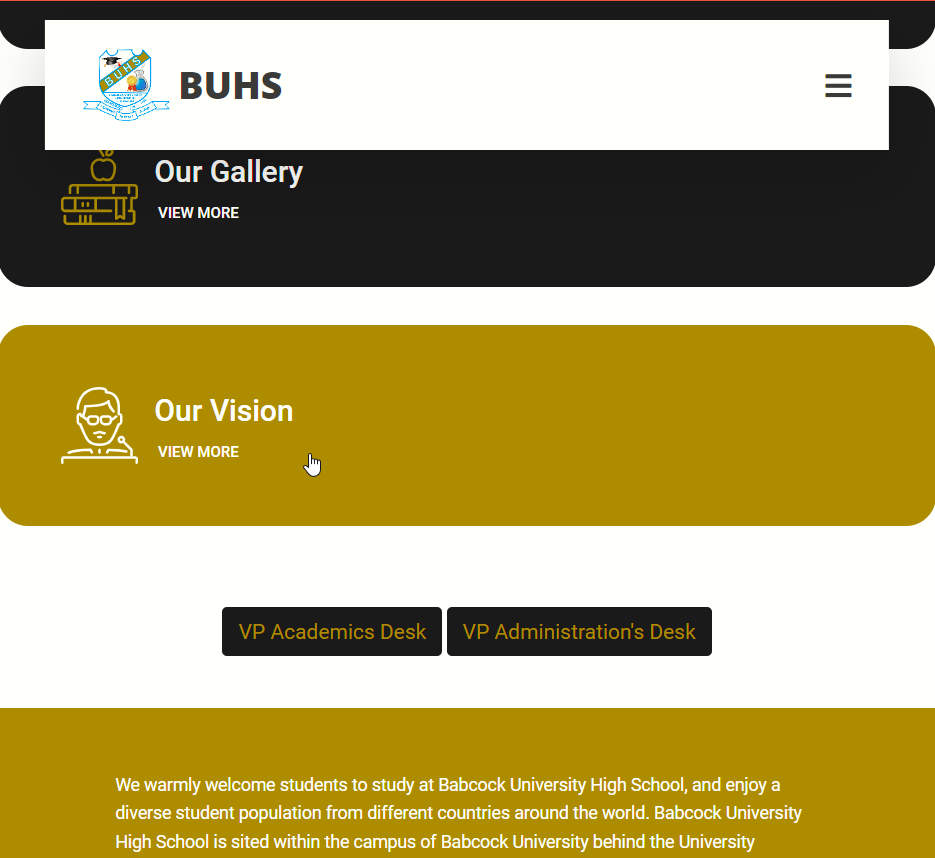 BUHS
BUHS
Our Gallery
VIEW MORE
Our Vision
VIEW MORE
VP Academics Desk
VP Administration's Desk
We warmly welcome students to study at Babcock University High School, and enjoy a
diverse student population from different countries around the world. Babcock University
High School is sited within the campus of Babcock University behind the University